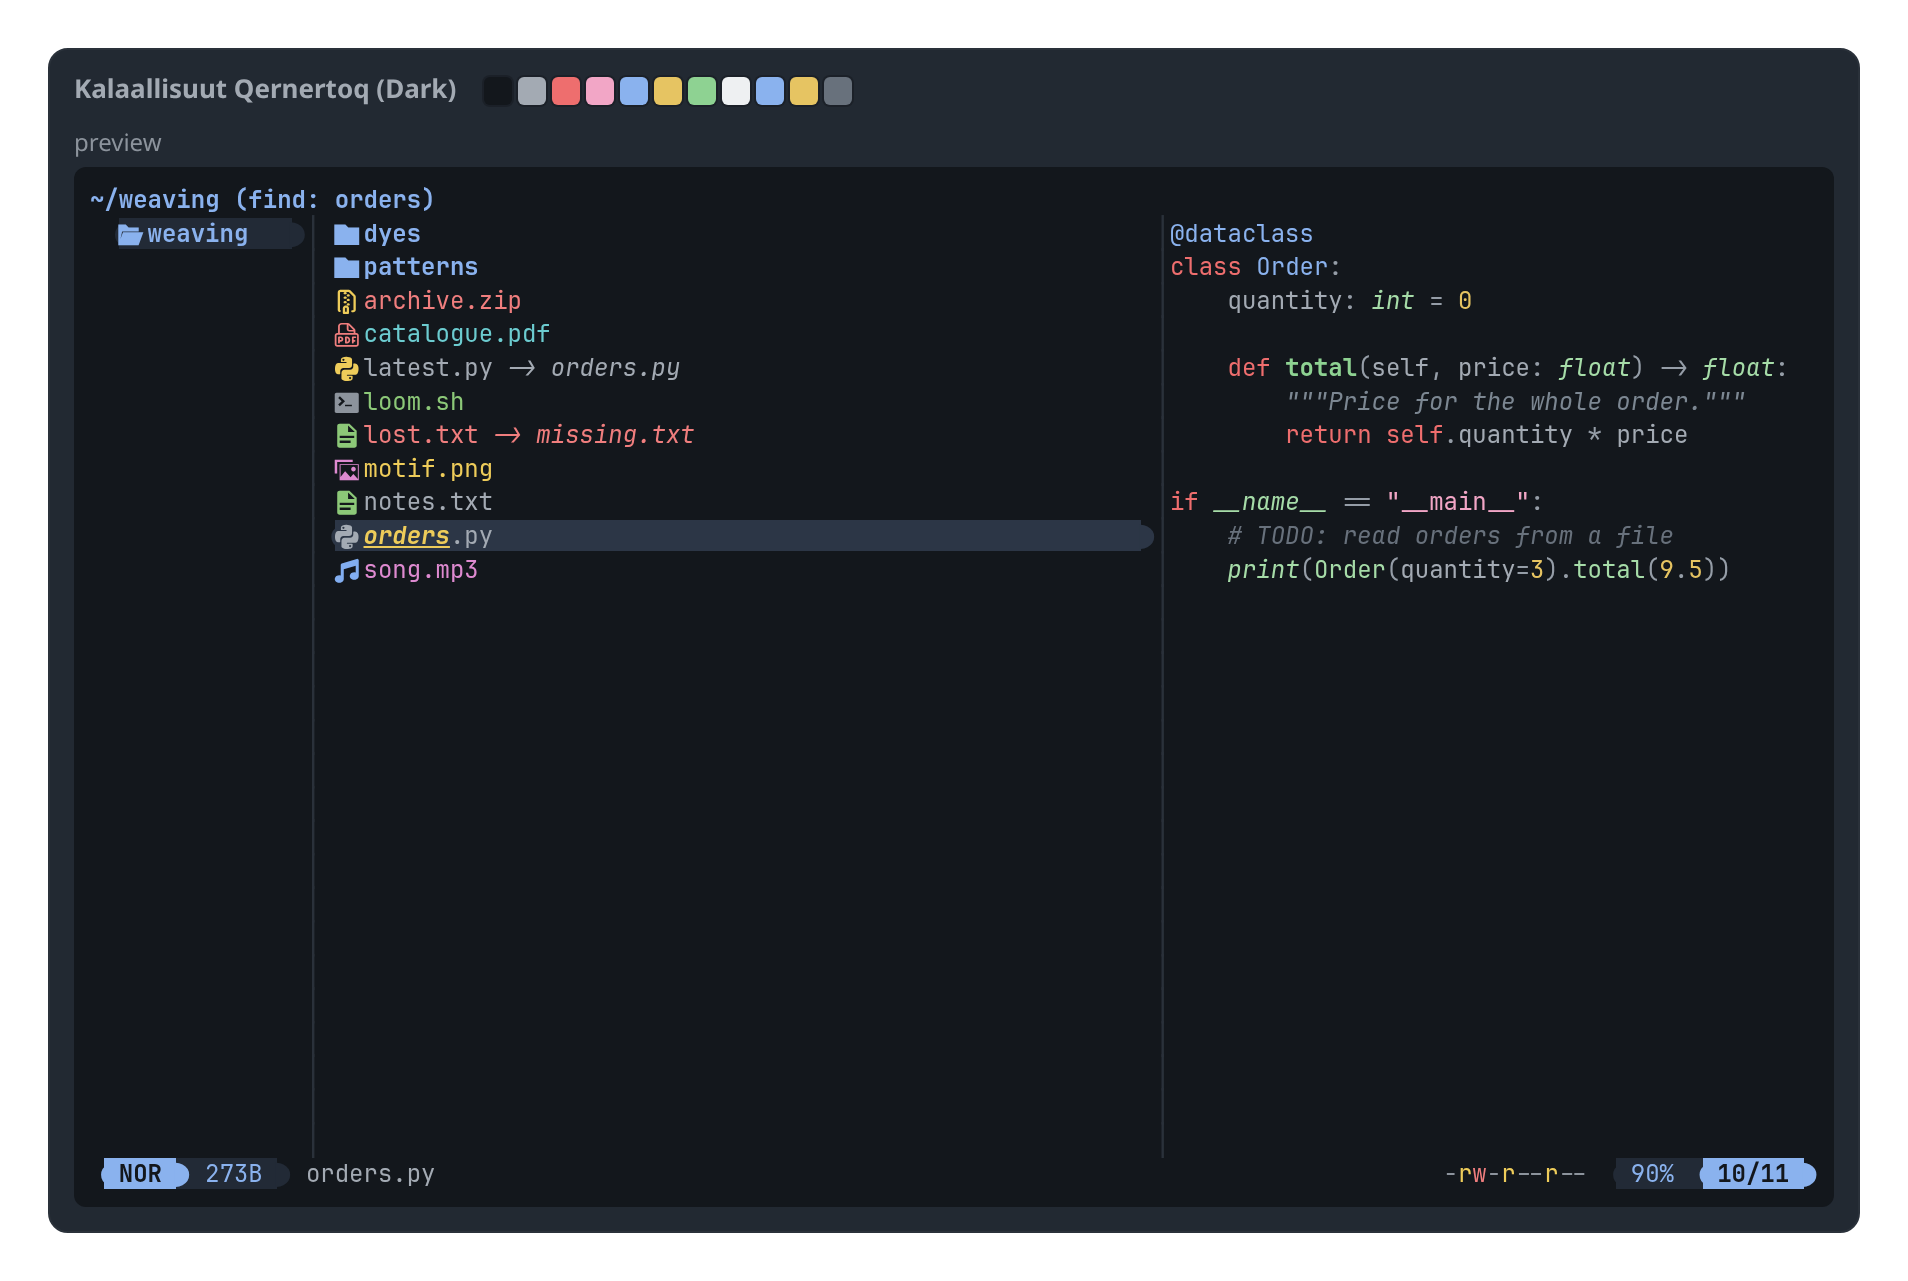 Kalaallisuut Qernertoq (Dark)
preview
~/weaving (find: orders)
weaving
dyes
patterns
archive.zip
catalogue.pdf
latest.py -> orders.py
loom.sh
lost.txt -> missing.txt
motif.png
notes.txt
orders.py
song.mp3
@dataclass
class Order:
    quantity: int = 0
    def total(self, price: float) -> float:
        """Price for the whole order."""
        return self.quantity * price
if __name__ == "__main__":
    # TODO: read orders from a file
    print(Order(quantity=3).total(9.5))
NOR 273B orders.py -rw-r--r-- 90% 10/11